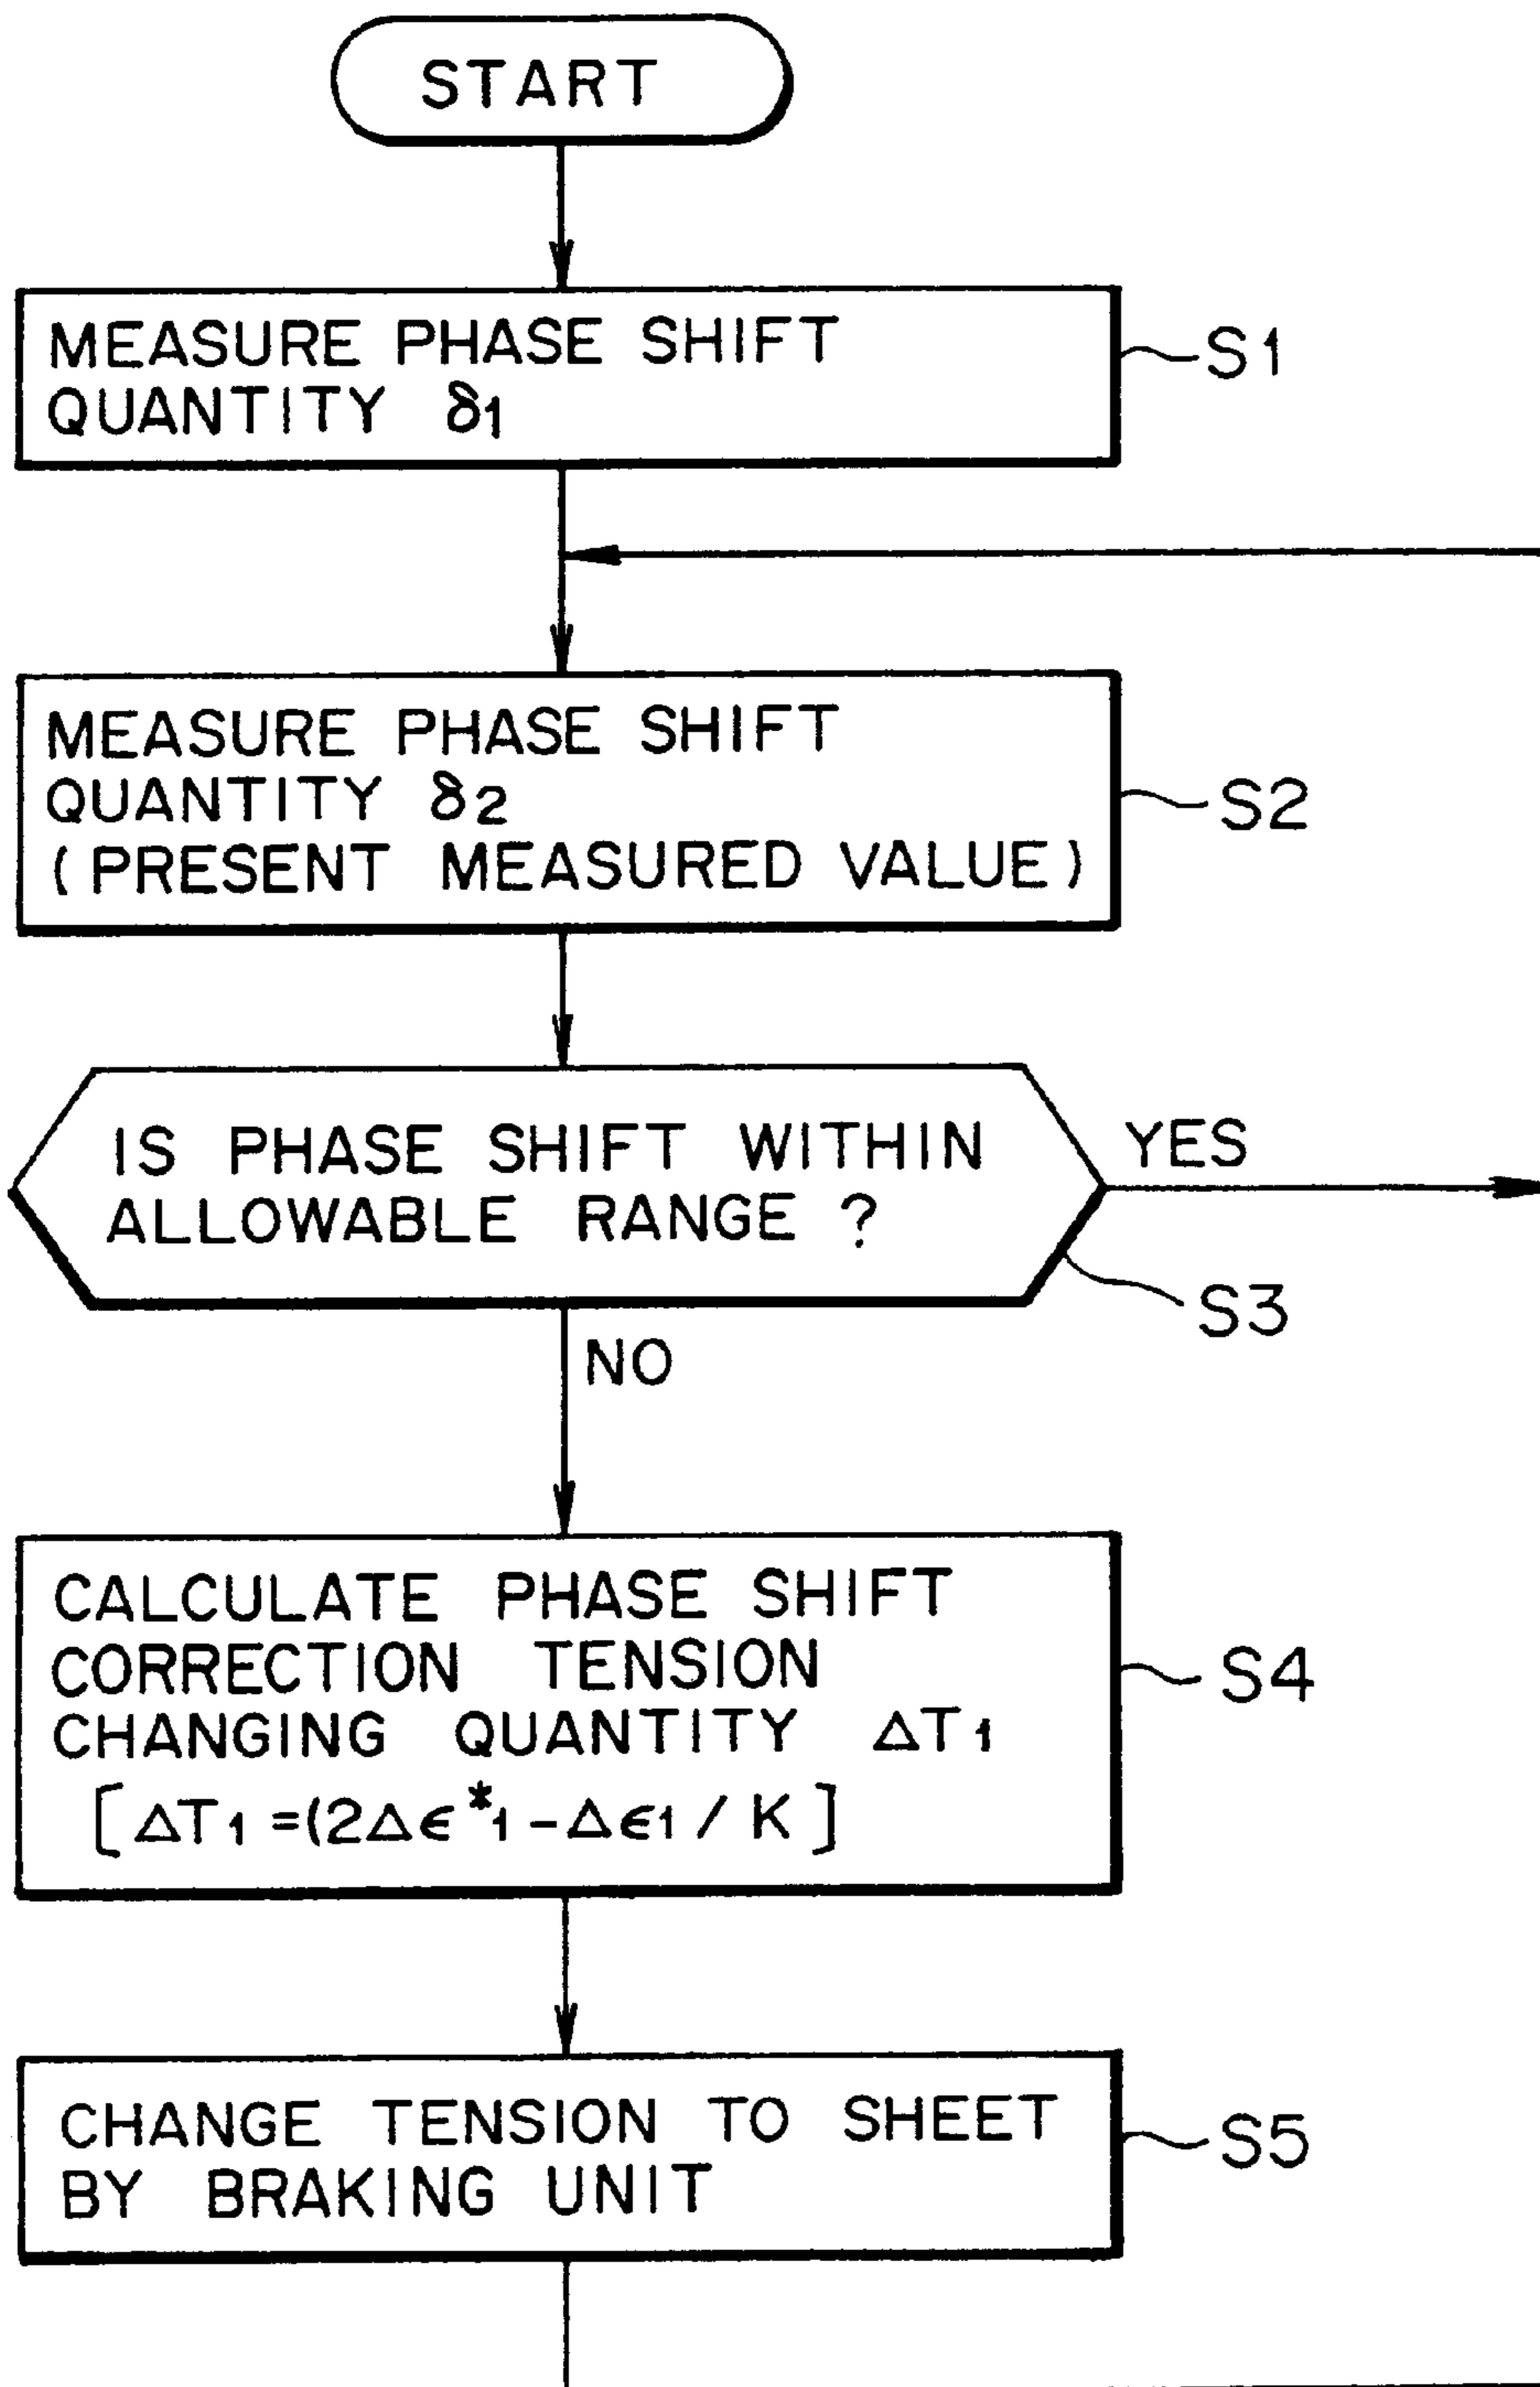 START
MEASURE PHASE SHIFT
QUANTITY δ1
S1
MEASURE PHASE SHIFT
QUANTITY δ2
(PRESENT MEASURED VALUE)
S2
IS PHASE SHIFT WITHIN
ALLOWABLE RANGE ?
YES
S3
NO
CALCULATE PHASE SHIFT
CORRECTION TENSION
CHANGING QUANTITY ΔT1
[ΔT1=(2Δϵ*1-Δϵ1/K]
S4
CHANGE TENSION TO SHEET
BY BRAKING UNIT
S5